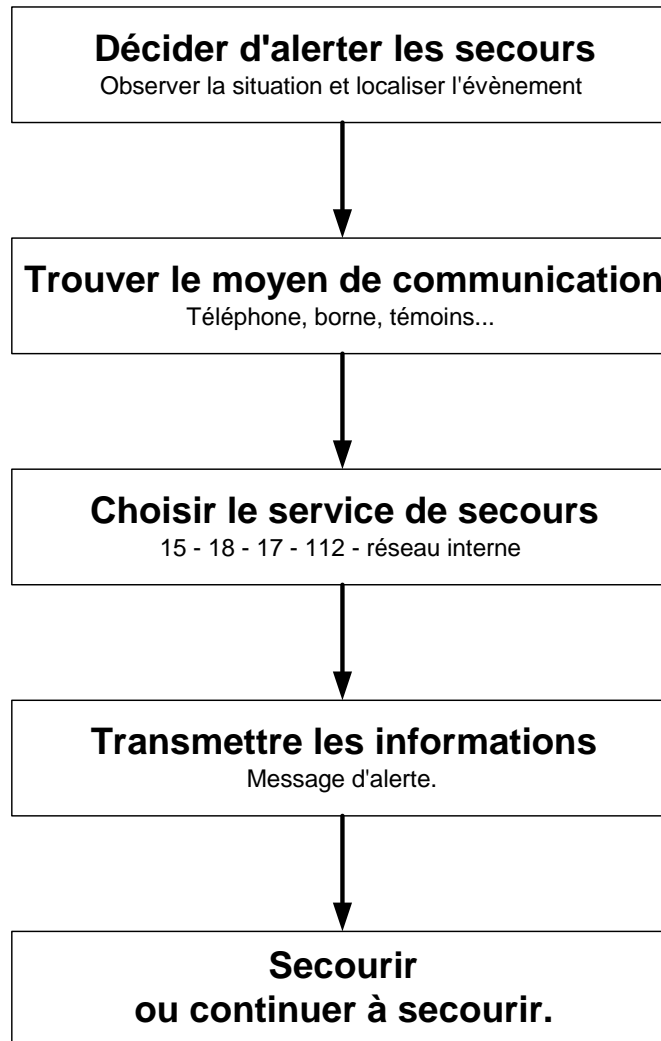 Décider d'alerter les secours
Observer la situation et localiser l'évènement
Trouver le moyen de communication
Téléphone, borne, témoins...
Choisir le service de secours
15 - 18 - 17 - 112 - réseau interne
Transmettre les informations
Message d'alerte.
Secourir
ou continuer à secourir.